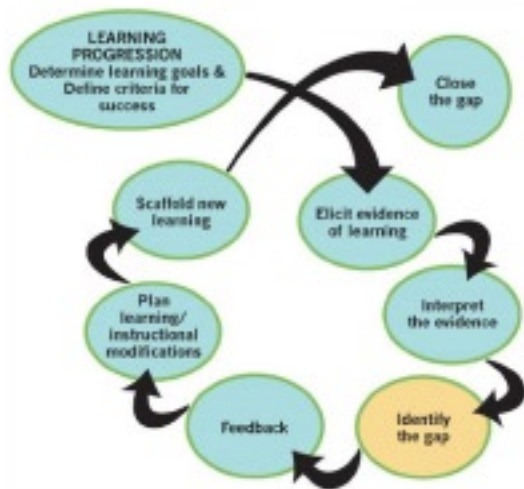 LEARNING
PROGRESSION
Determine learning goals &
Define criteria for
success
Close
the gap
Scaffold new
learning
Elicit evidence
of learning
Plan
learning/
instructional
modifications
Interpret
the evidence
Feedback
Identify
the gap